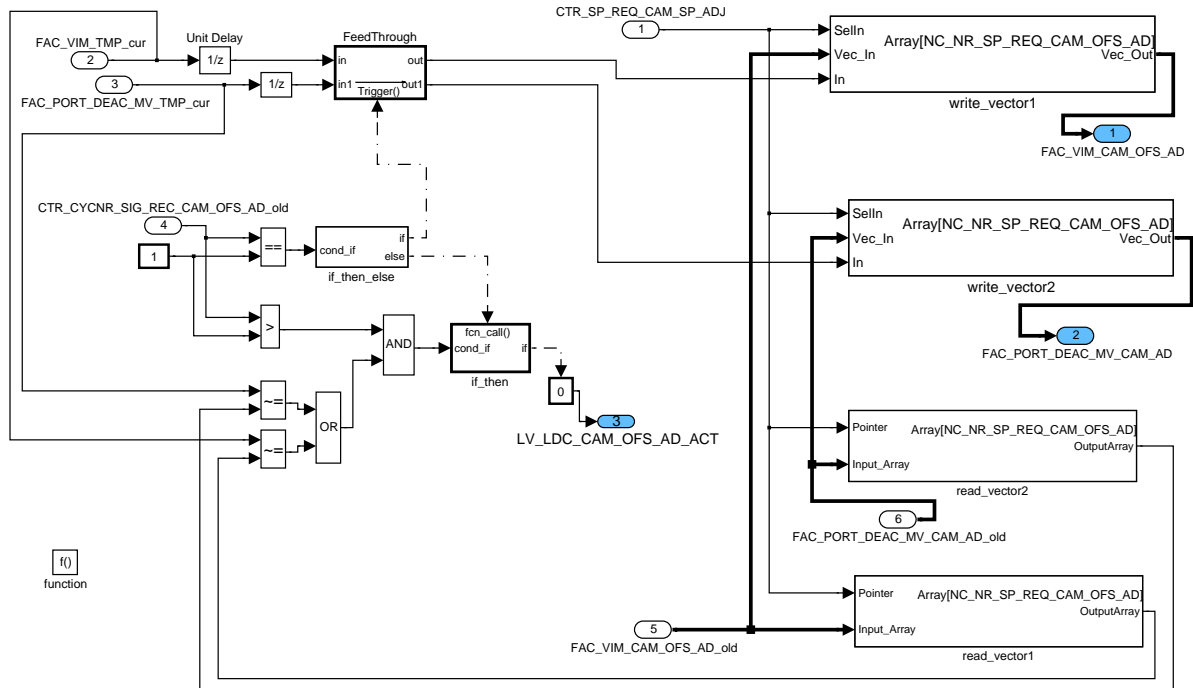 CTR_SP_REQ_CAM_SP_ADJ
1
FAC_VIM_TMP_cur
2
Unit Delay
1/z
FeedThrough
in
out
in1
out1
Trigger()
3
1/z
FAC_PORT_DEAC_MV_TMP_cur
SelIn
Array[NC_NR_SP_REQ_CAM_OFS_AD]
Vec_In
Vec_Out
In
write_vector1
1
FAC_VIM_CAM_OFS_AD
CTR_CYCNR_SIG_REC_CAM_OFS_AD_old
4
1
==
cond_if
if
else
if_then_else
SelIn
Array[NC_NR_SP_REQ_CAM_OFS_AD]
Vec_In
Vec_Out
In
write_vector2
2
FAC_PORT_DEAC_MV_CAM_AD
>
AND
fcn_call()
cond_if
if
if_then
0
3
LV_LDC_CAM_OFS_AD_ACT
~=
OR
~=
Pointer
Array[NC_NR_SP_REQ_CAM_OFS_AD]
OutputArray
Input_Array
read_vector2
6
FAC_PORT_DEAC_MV_CAM_AD_old
f()
function
Pointer
Array[NC_NR_SP_REQ_CAM_OFS_AD]
OutputArray
Input_Array
read_vector1
5
FAC_VIM_CAM_OFS_AD_old